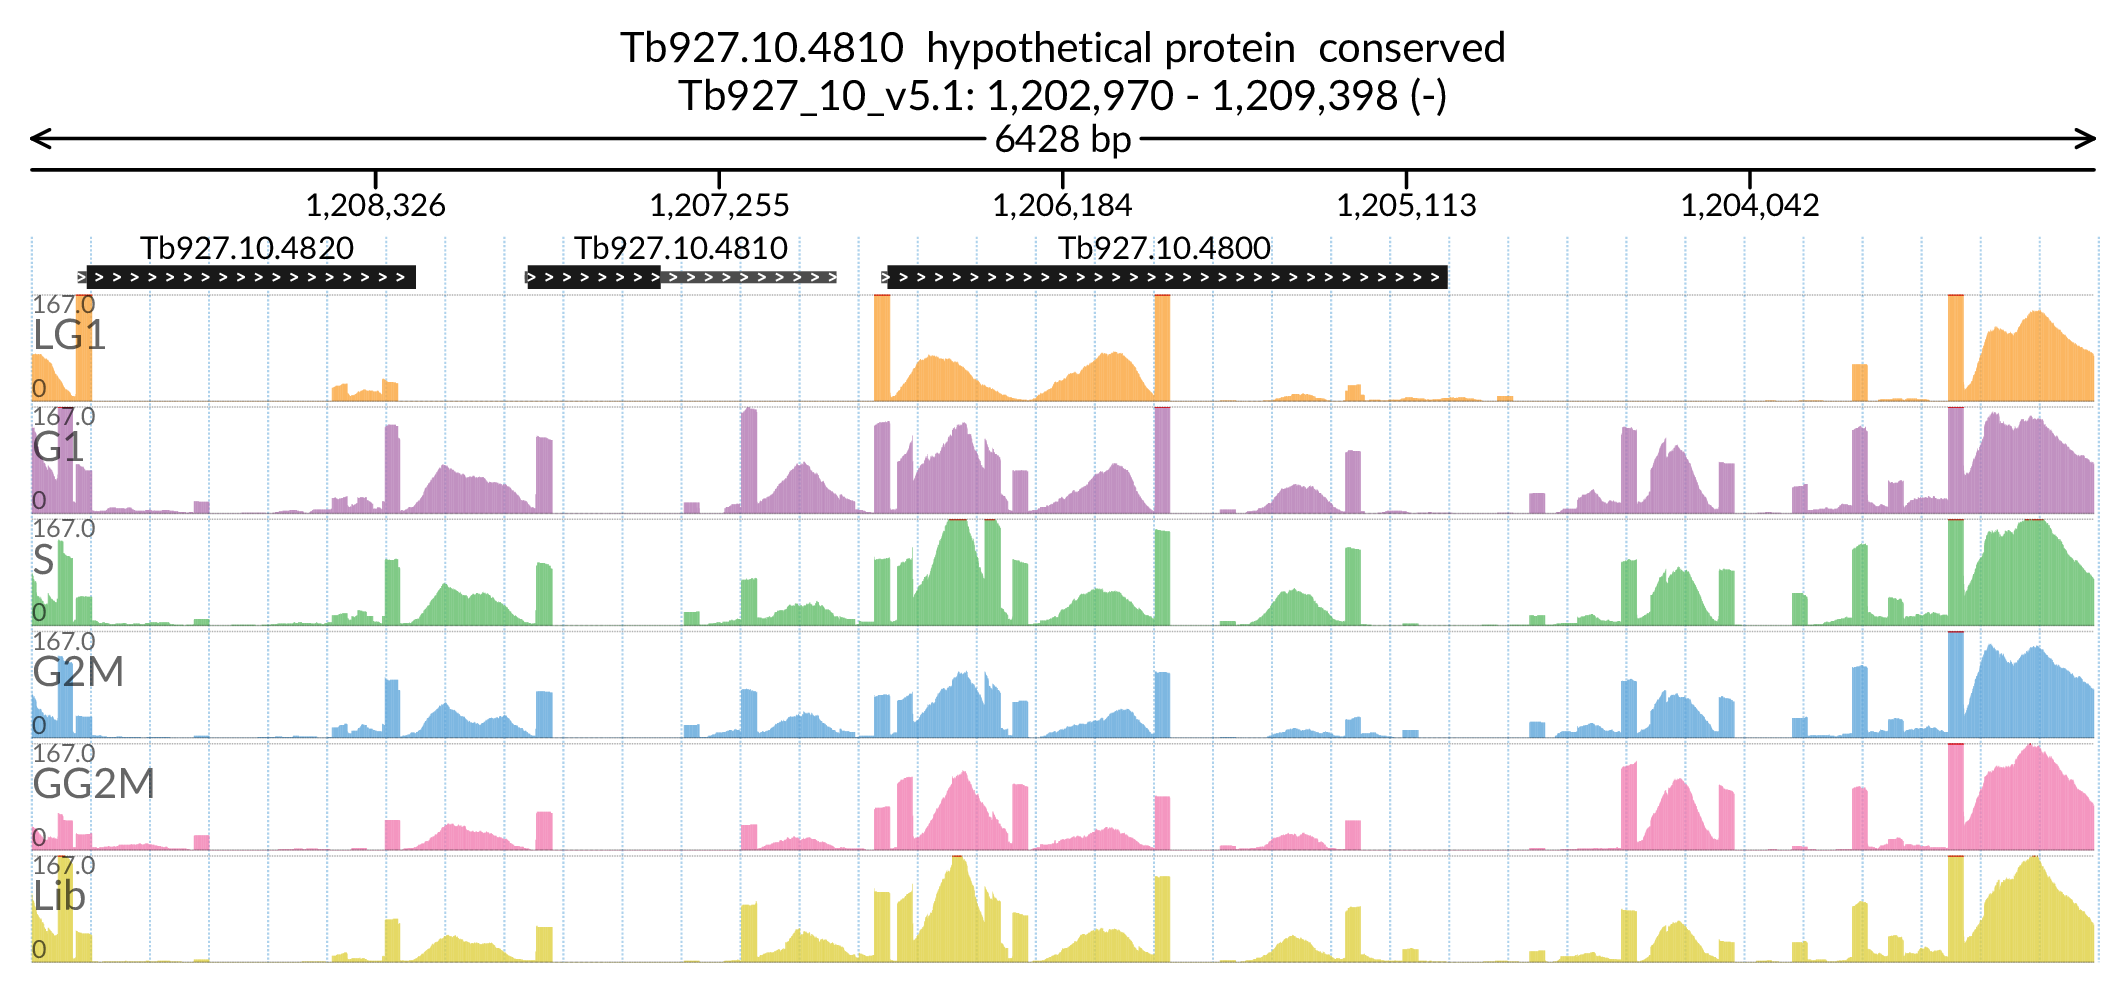 Tb927.10.4810  hypothetical protein  conserved
Tb927_10_v5.1: 1,202,970 - 1,209,398 (-)
6428 bp
1,208,326 1,207,255 1,206,184 1,205,113 1,204,042
Tb927.10.4820 Tb927.10.4810 Tb927.10.4800
167.0
LG1
0
167.0
G1
0
167.0
S
0
167.0
G2M
0
167.0
GG2M
0
167.0
Lib
0